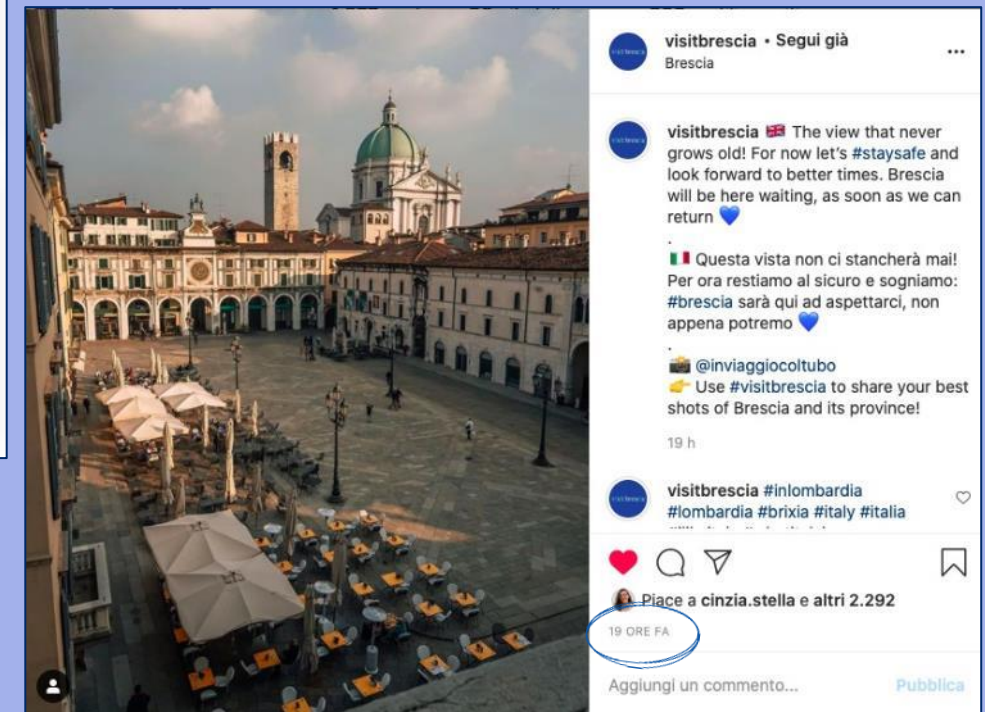 visitbrescia • Segui già
Brescia
visitbrescia 🇬🇧 The view that never
grows old! For now let's #staysafe and
look forward to better times. Brescia
will be here waiting, as soon as we can
return 💙
.
🇮🇹 Questa vista non ci stancherà mai!
Per ora restiamo al sicuro e sogniamo:
#brescia sarà qui ad aspettarci, non
appena potremo 💙
.
📸 @inviaggiocoltubo
👉 Use #visitbrescia to share your best
shots of Brescia and its province!
19 h
visitbrescia #inlombardia
#lombardia #brixia #italy #italia
Piace a cinzia.stella e altri 2.292
19 ORE FA
Aggiungi un commento...
Pubblica